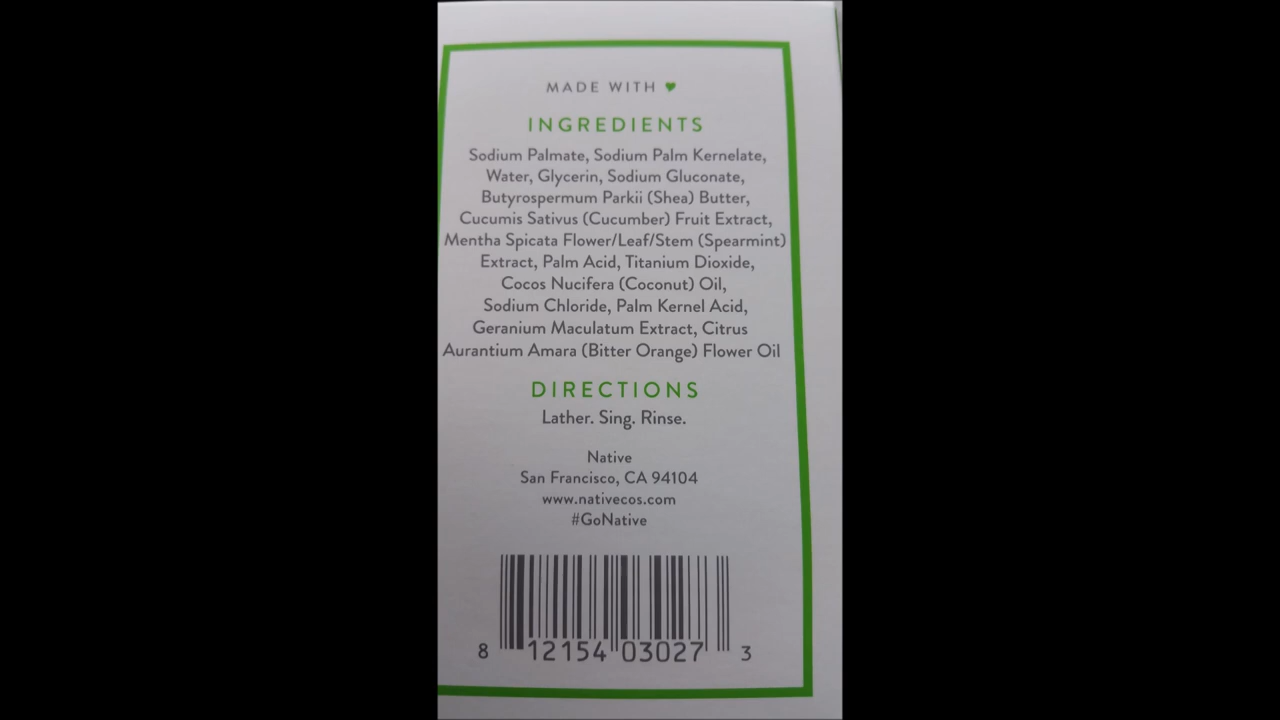 MADE WITH ♥
INGREDIENTS
Sodium Palmate, Sodium Palm Kernelate,
Water, Glycerin, Sodium Gluconate,
Butyrospermum Parkii (Shea) Butter,
Cucumis Sativus (Cucumber) Fruit Extract,
Mentha Spicata Flower/Leaf/Stem (Spearmint)
Extract, Palm Acid, Titanium Dioxide,
Cocos Nucifera (Coconut) Oil,
Sodium Chloride, Palm Kernel Acid,
Geranium Maculatum Extract, Citrus
Aurantium Amara (Bitter Orange) Flower Oil
DIRECTIONS
Lather. Sing. Rinse.
Native
San Francisco, CA 94104
www.nativecos.com
#GoNative
8 12154 03027 3